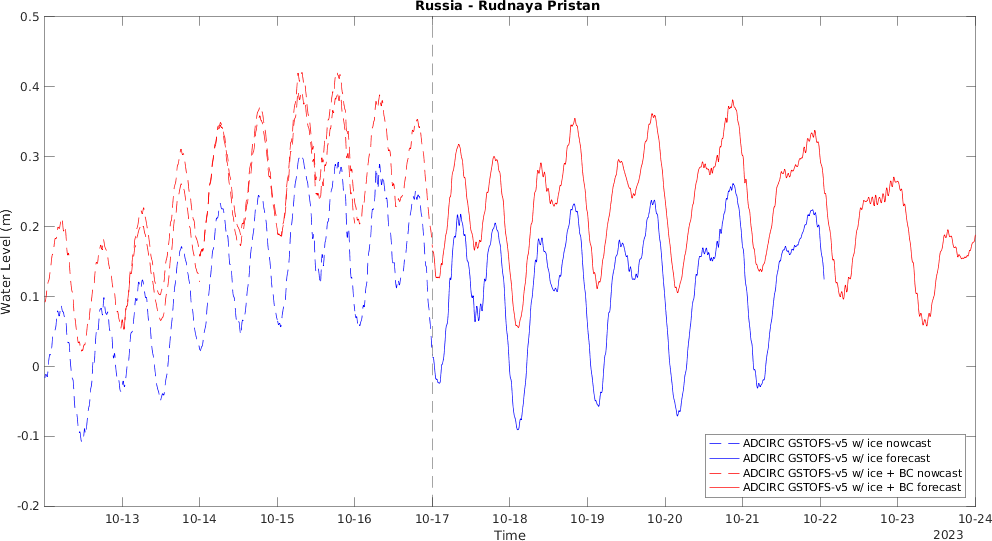 Russia - Rudnaya Pristan
0.5
0.4
0.3
0.2
0.1
0
-0.1
-0.2
Water Level (m)
10-13 10-14 10-15 10-16 10-17 10-18 10-19 10-20 10-21 10-22 10-23 10-24
Time
2023
ADCIRC GSTOFS-v5 w/ ice nowcast
ADCIRC GSTOFS-v5 w/ ice forecast
ADCIRC GSTOFS-v5 w/ ice + BC nowcast
ADCIRC GSTOFS-v5 w/ ice + BC forecast